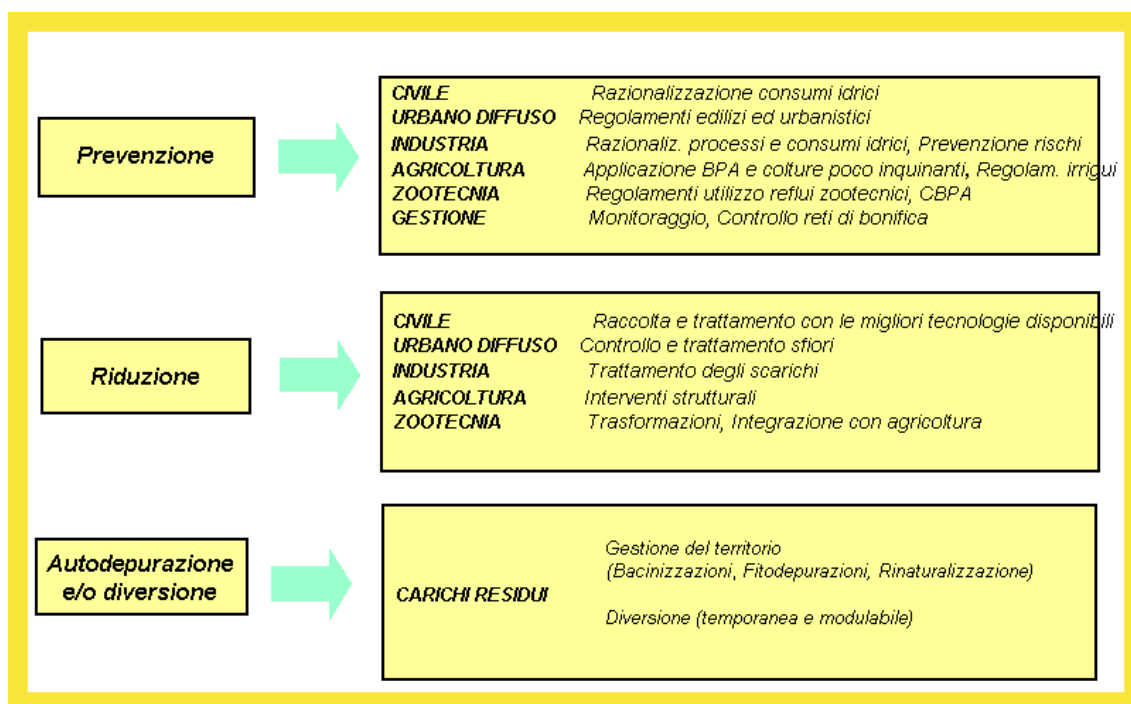 Prevenzione
CIVILE Razionalizzazione consumi idrici
URBANO DIFFUSO Regolamenti edilizi ed urbanistici
INDUSTRIA Razionaliz. processi e consumi idrici, Prevenzione rischi
AGRICOLTURA Applicazione BPA e colture poco inquinanti, Regolam. irrigui
ZOOTECNIA Regolamenti utilizzo reflui zootecnici, CBPA
GESTIONE Monitoraggio, Controllo reti di bonifica
Riduzione
CIVILE Raccolta e trattamento con le migliori tecnologie disponibili
URBANO DIFFUSO Controllo e trattamento sfiori
INDUSTRIA Trattamento degli scarichi
AGRICOLTURA Interventi strutturali
ZOOTECNIA Trasformazioni, Integrazione con agricoltura
Autodepurazione
e/o diversione
CARICHI RESIDUI
Gestione del territorio
(Bacinizzazioni, Fitodepurazioni, Rinaturalizzazione)
Diversione (temporanea e modulabile)